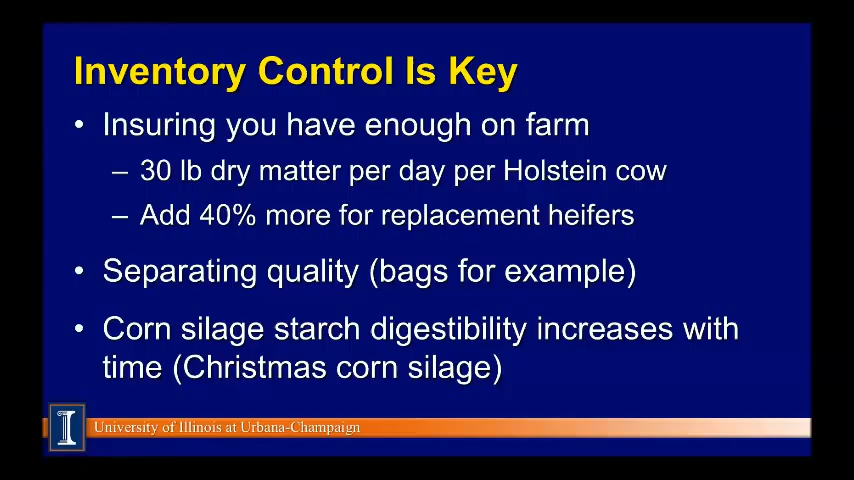 Inventory Control Is Key
• Insuring you have enough on farm
– 30 lb dry matter per day per Holstein cow
– Add 40% more for replacement heifers
• Separating quality (bags for example)
• Corn silage starch digestibility increases with
time (Christmas corn silage)
I
University of Illinois at Urbana-Champaign